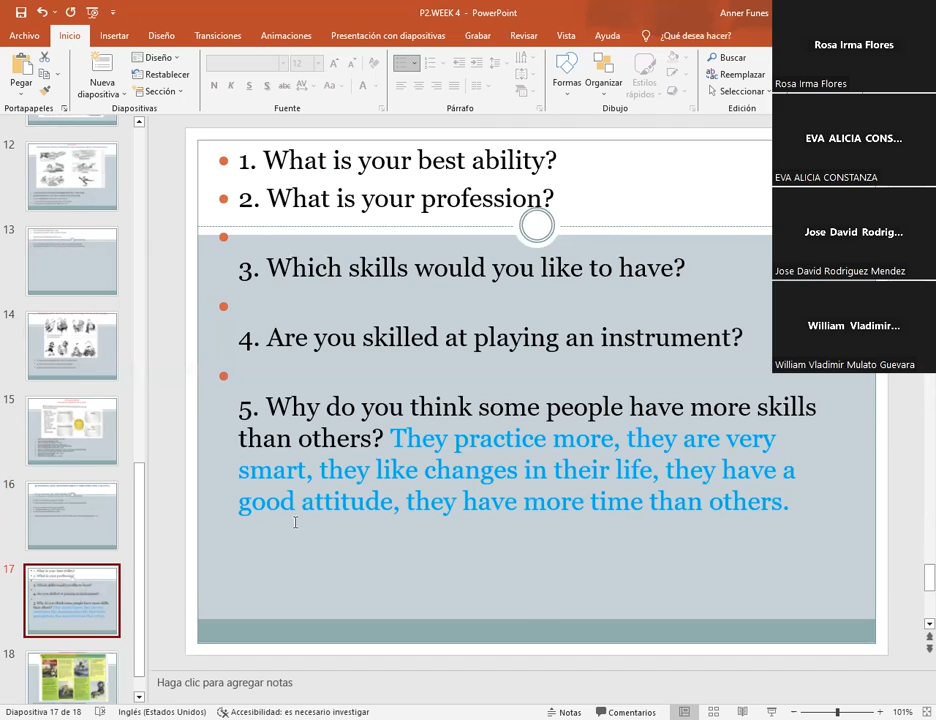 P2.WEEK 4 - PowerPoint
Anner Funes
Archivo Inicio Insertar Diseño Transiciones Animaciones Presentación con diapositivas Grabar Revisar Vista Ayuda ¿Qué desea hacer?
Pegar
Portapapeles
Nueva diapositiva
Diseño
Restablecer
Sección
Diapositivas
12
N K S abc AV Aa A
Fuente
Párrafo
Formas Organizar Estilos rápidos
Dibujo
Buscar
Reemplazar
Seleccionar
Edición
Rosa Irma Flores
Rosa Irma Flores
EVA ALICIA CONS...
EVA ALICIA CONSTANZA
Jose David Rodrig...
Jose David Rodriguez Mendez
William Vladimir...
William Vladimir Mulato Guevara
12
13
14
15
16
17
18
1. What is your best ability?
2. What is your profession?
3. Which skills would you like to have?
4. Are you skilled at playing an instrument?
5. Why do you think some people have more skills
than others? They practice more, they are very
smart, they like changes in their life, they have a
good attitude, they have more time than others.
Haga clic para agregar notas
Diapositiva 17 de 18 Inglés (Estados Unidos) Accesibilidad: es necesario investigar Notas Comentarios 101%